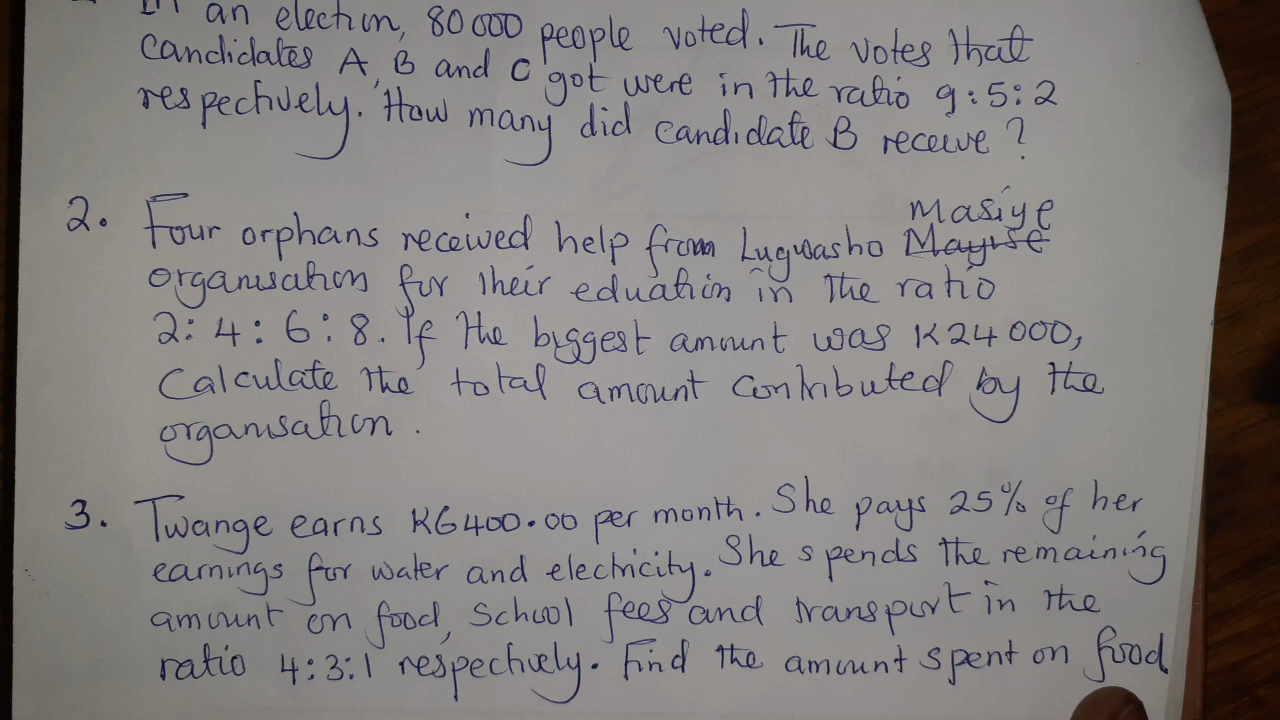 In an election, 80 000 people voted. The votes that
candidates A, B and C got were in the ratio 9:5:2
respectively. How many did candidate B receive?
2. Four orphans received help from Lugwasho Masiye
organisation for their eduation in the ratio
2:4:6:8. If the biggest amount was K24 000,
Calculate the total amount contributed by the
organisation.
3. Twange earns K6400.00 per month. She pays 25% of her
earnings for water and electricity. She spends the remaining
amount on food, School fees and transport in the
ratio 4:3:1 respectively. Find the amount spent on food